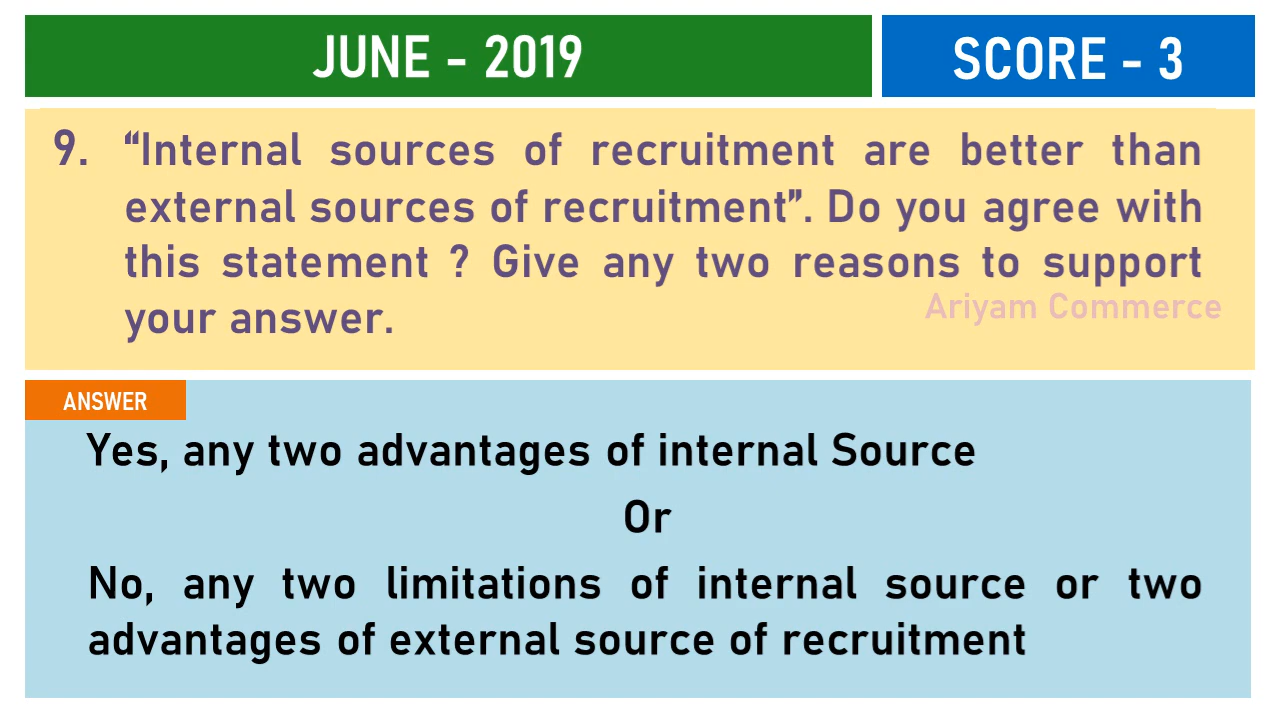 JUNE - 2019
SCORE - 3
9. “Internal sources of recruitment are better than
external sources of recruitment”. Do you agree with
this statement ? Give any two reasons to support
your answer.
Ariyam Commerce
ANSWER
Yes, any two advantages of internal Source
Or
No, any two limitations of internal source or two
advantages of external source of recruitment